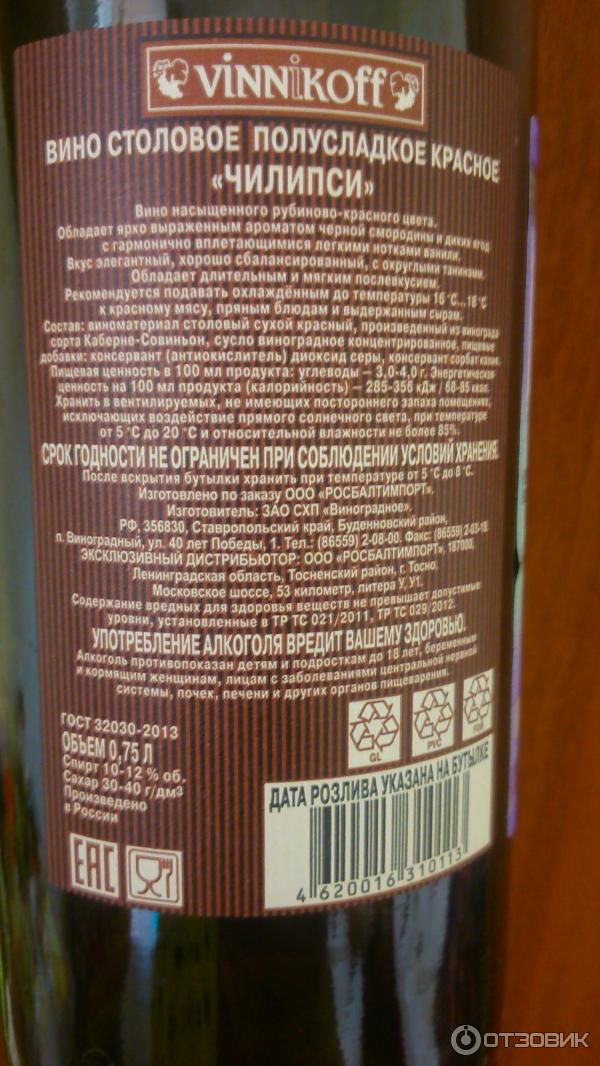 VINNIKOFF
ВИНО СТОЛОВОЕ ПОЛУСЛАДКОЕ КРАСНОЕ
«ЧИЛИПСИ»
Вино насыщенного рубиново-красного цвета.
Обладает ярко выраженным ароматом черной смородины и диких ягод
с гармонично вплетающимися легкими нотками ванили.
Вкус элегантный, хорошо сбалансированный, с округлыми танинами.
Обладает длительным и мягким послевкусием.
Рекомендуется подавать охлаждённым до температуры 16 °С...18 °С
к красному мясу, пряным блюдам и выдержанным сырам.
Состав: виноматериал столовый сухой красный, произведенный из винограда
сорта Каберне-Совиньон, сусло виноградное концентрированное, пищевые
добавки: консервант (антиокислитель) диоксид серы, консервант сорбат калия.
Пищевая ценность в 100 мл продукта: углеводы – 3,0-4,0 г. Энергетическая
ценность на 100 мл продукта (калорийность) – 285-356 кДж / 68-85 ккал.
Хранить в вентилируемых, не имеющих постороннего запаха помещениях,
исключающих воздействие прямого солнечного света, при температуре
от 5 °С до 20 °С и относительной влажности не более 85%.
СРОК ГОДНОСТИ НЕ ОГРАНИЧЕН ПРИ СОБЛЮДЕНИИ УСЛОВИЙ ХРАНЕНИЯ.
После вскрытия бутылки хранить при температуре от 5 °С до 8 °С.
Изготовлено по заказу ООО «РОСБАЛТИМПОРТ».
Изготовитель: ЗАО СХП «Виноградное».
РФ, 356830, Ставропольский край, Буденновский район,
п. Виноградный, ул. 40 лет Победы, 1. Тел.: (86559) 2-08-00. Факс: (86559) 2-03-18.
ЭКСКЛЮЗИВНЫЙ ДИСТРИБЬЮТОР: ООО «РОСБАЛТИМПОРТ», 187000,
Ленинградская область, Тосненский район, г. Тосно,
Московское шоссе, 53 километр, литера У, У1.
Содержание вредных для здоровья веществ не превышает допустимые
уровни, установленные в ТР ТС 021/2011, ТР ТС 029/2012.
УПОТРЕБЛЕНИЕ АЛКОГОЛЯ ВРЕДИТ ВАШЕМУ ЗДОРОВЬЮ.
Алкоголь противопоказан детям и подросткам до 18 лет, беременным
и кормящим женщинам, лицам с заболеваниями центральной нервной
системы, почек, печени и других органов пищеварения.
ГОСТ 32030-2013
ОБЪЕМ 0,75 Л
Спирт 10-12 % об.
Сахар 30-40 г/дм3
Произведено
в России
GL
PVC
ДАТА РОЗЛИВА УКАЗАНА НА БУТЫЛКЕ
4 620016 310113
EAC
ОТЗОВИК